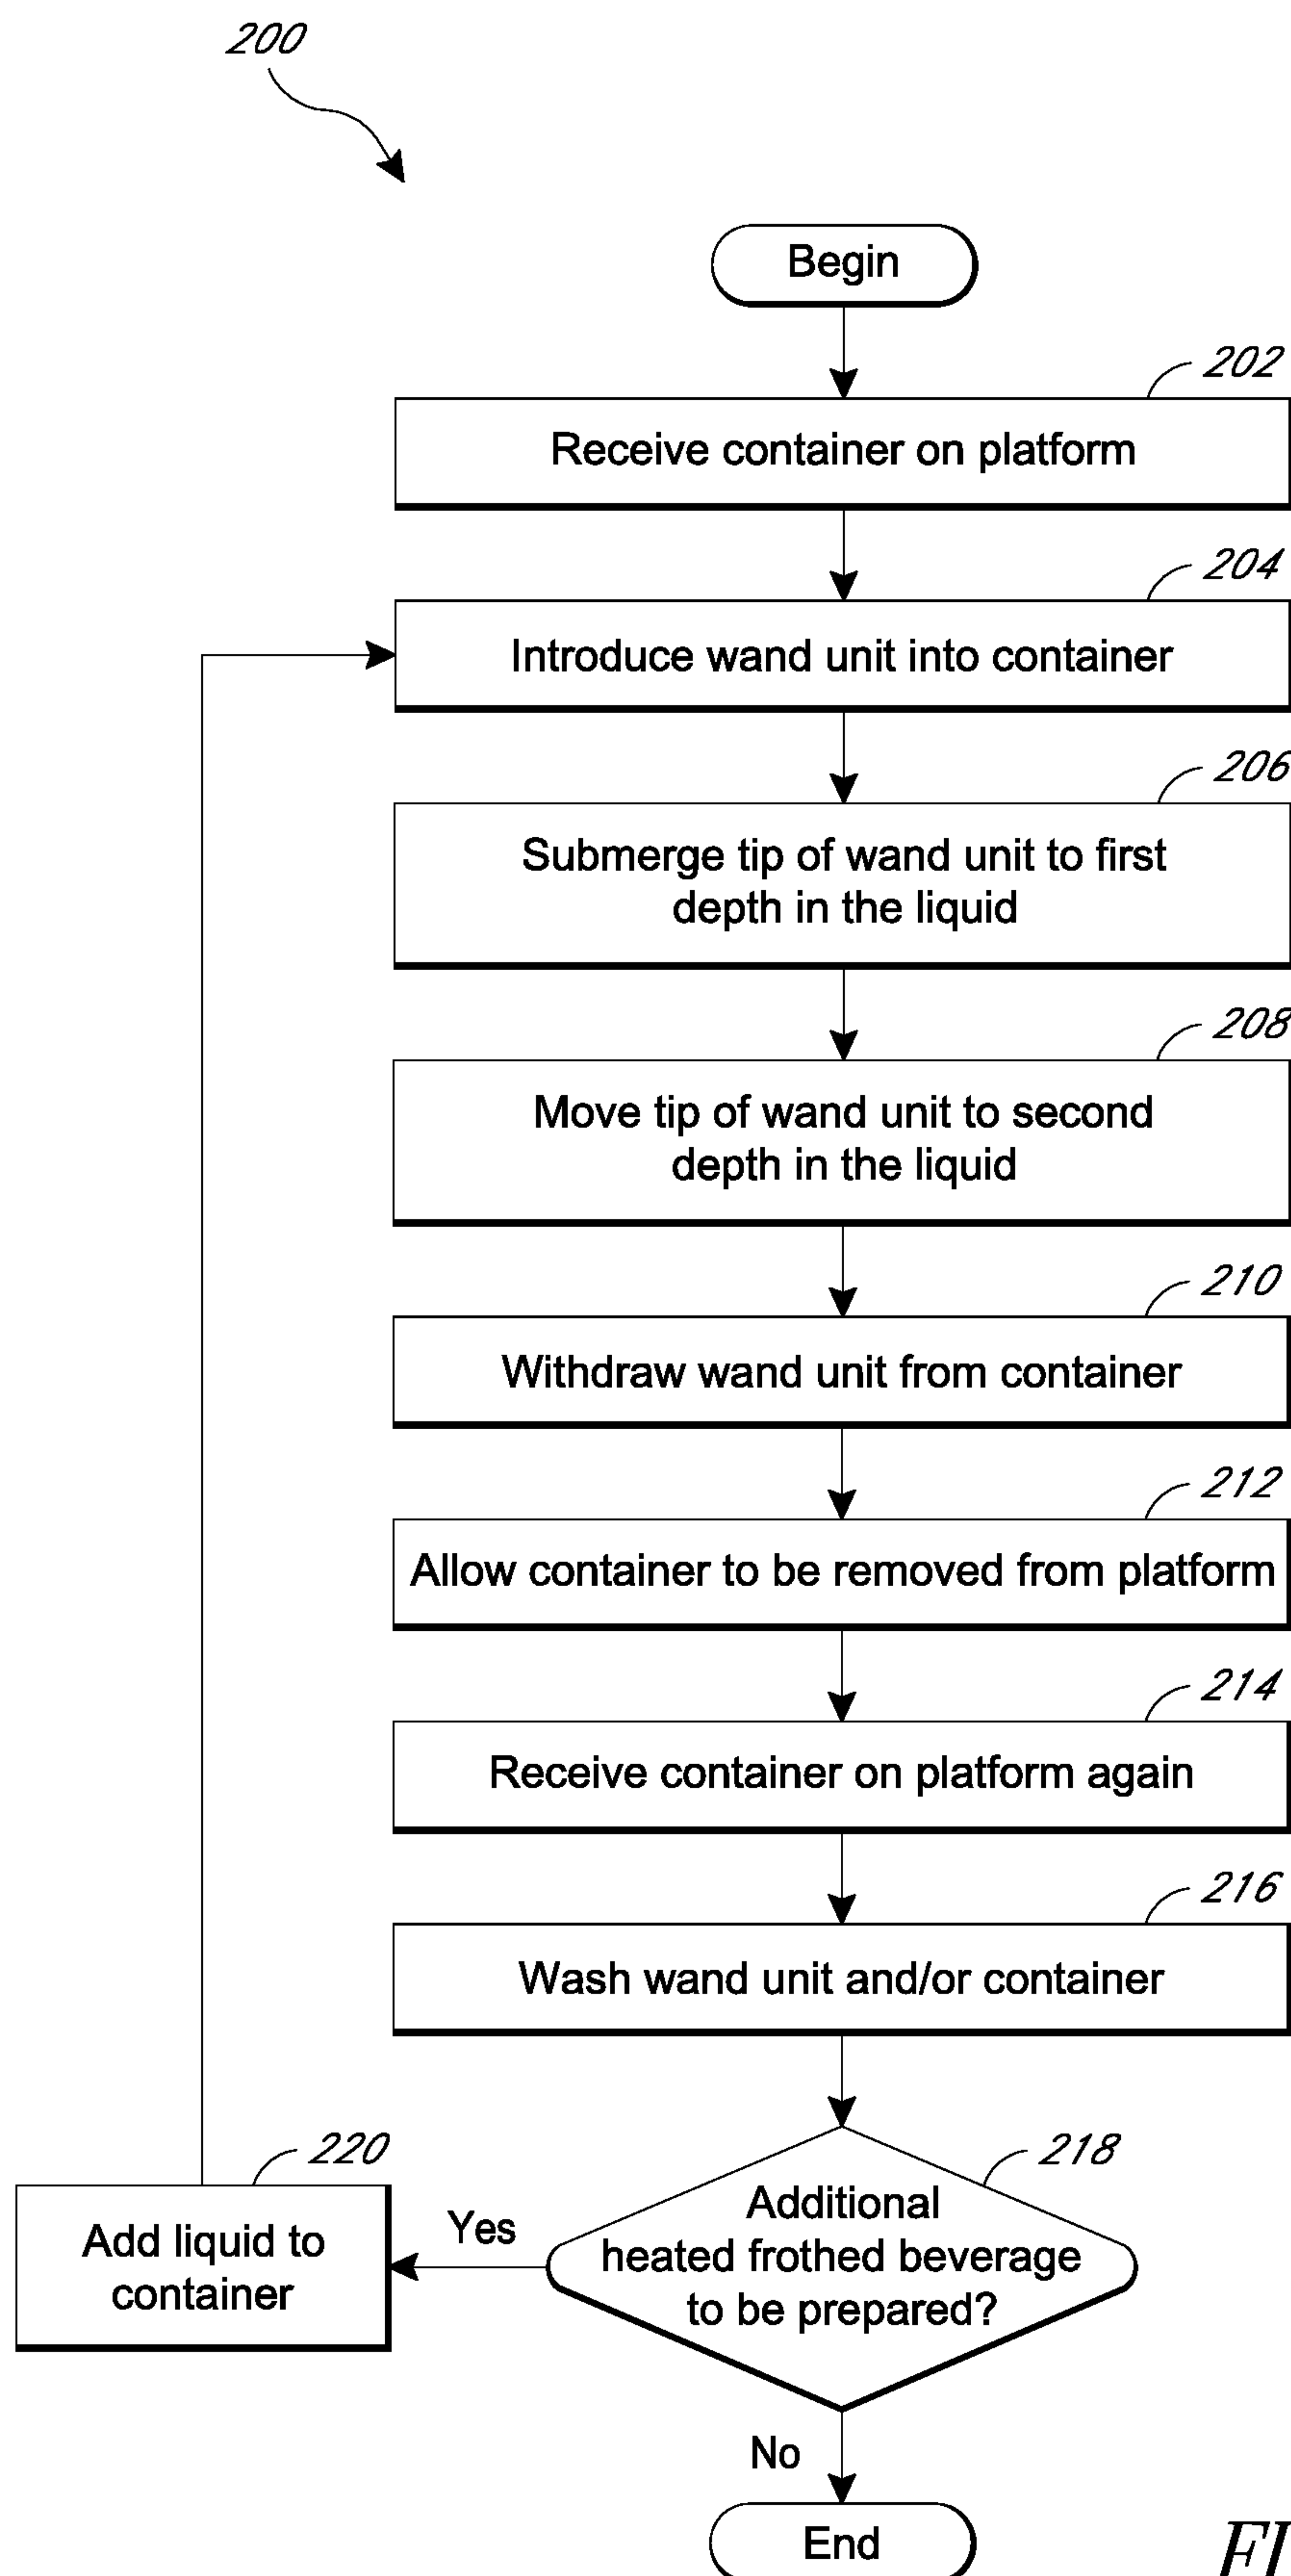 200
Begin
202
Receive container on platform
204
Introduce wand unit into container
206
Submerge tip of wand unit to first
depth in the liquid
208
Move tip of wand unit to second
depth in the liquid
210
Withdraw wand unit from container
212
Allow container to be removed from platform
214
Receive container on platform again
216
Wash wand unit and/or container
218
Additional
heated frothed beverage
to be prepared?
Yes
220
Add liquid to
container
No
End